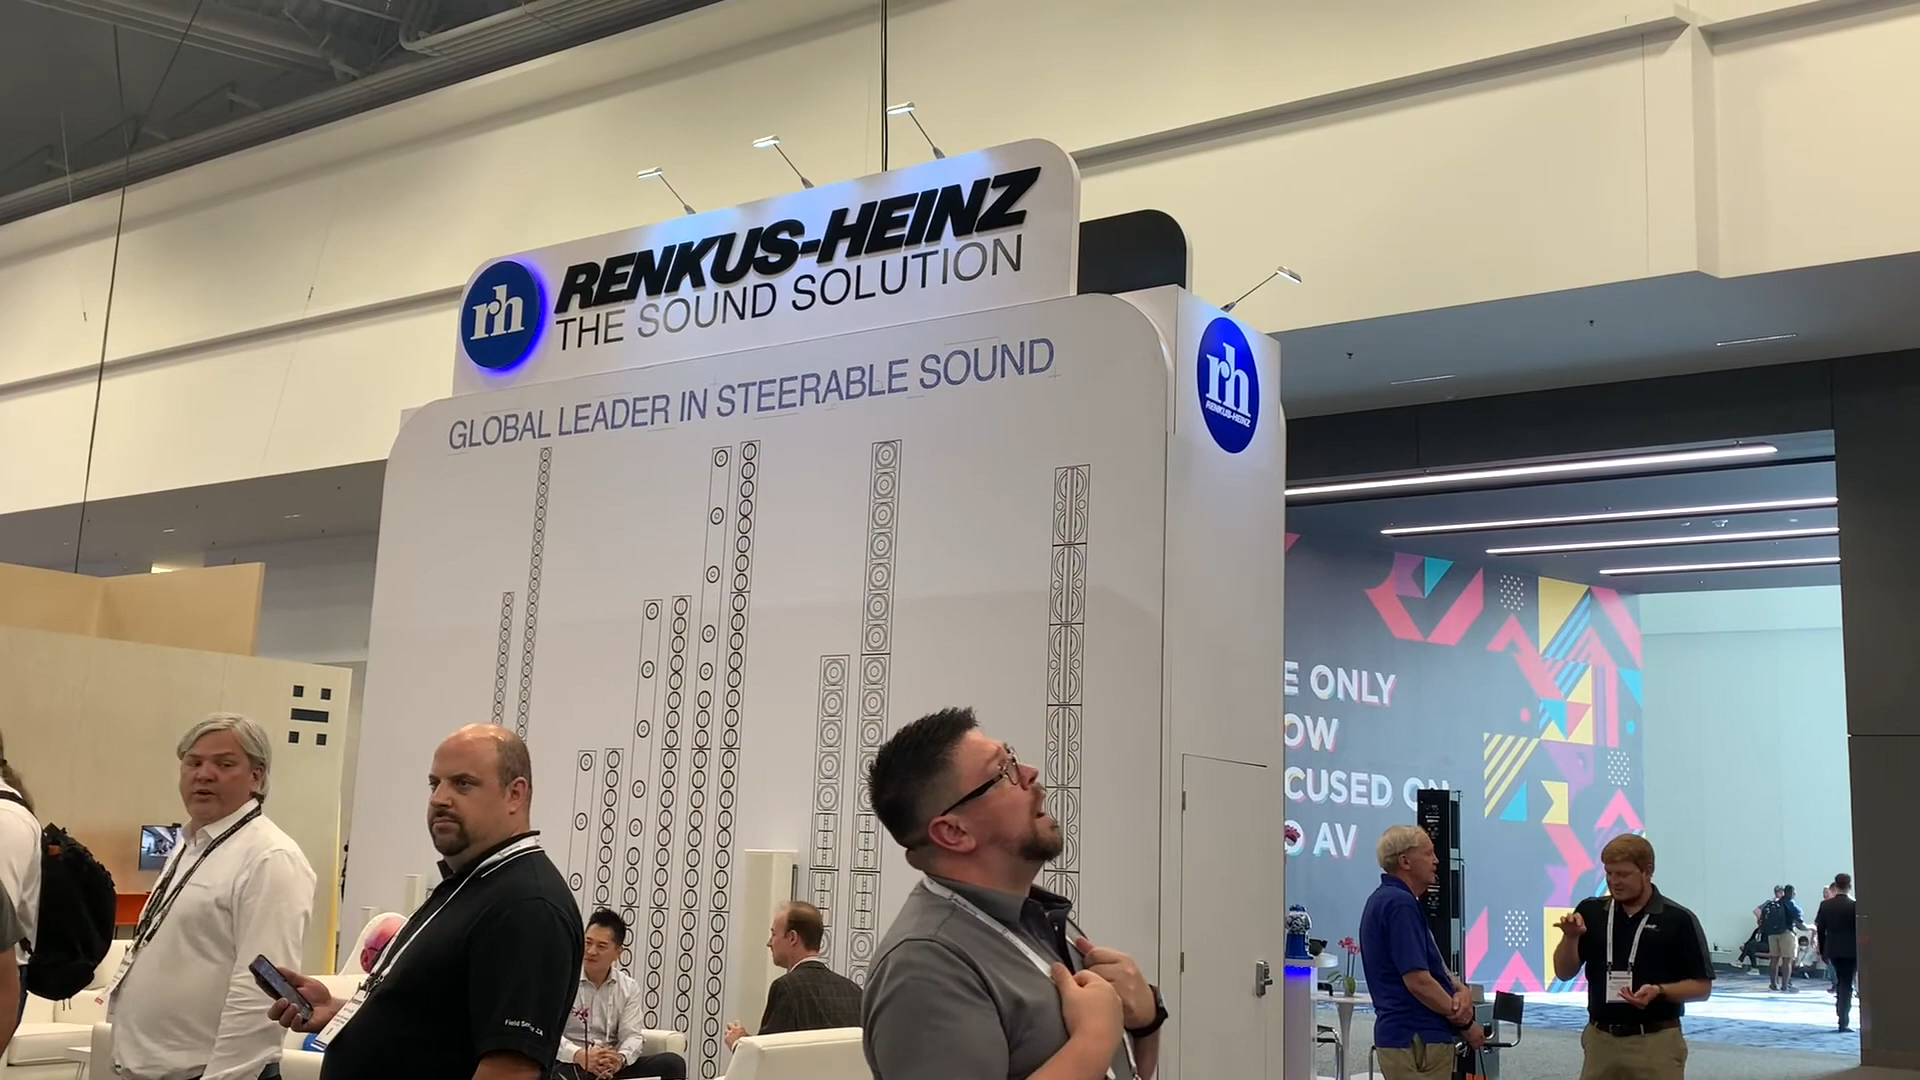 rh
RENKUS-HEINZ
THE SOUND SOLUTION
GLOBAL LEADER IN STEERABLE SOUND
rh
RENKUS-HEINZ
E ONLY
OW
CUSED ON
O AV